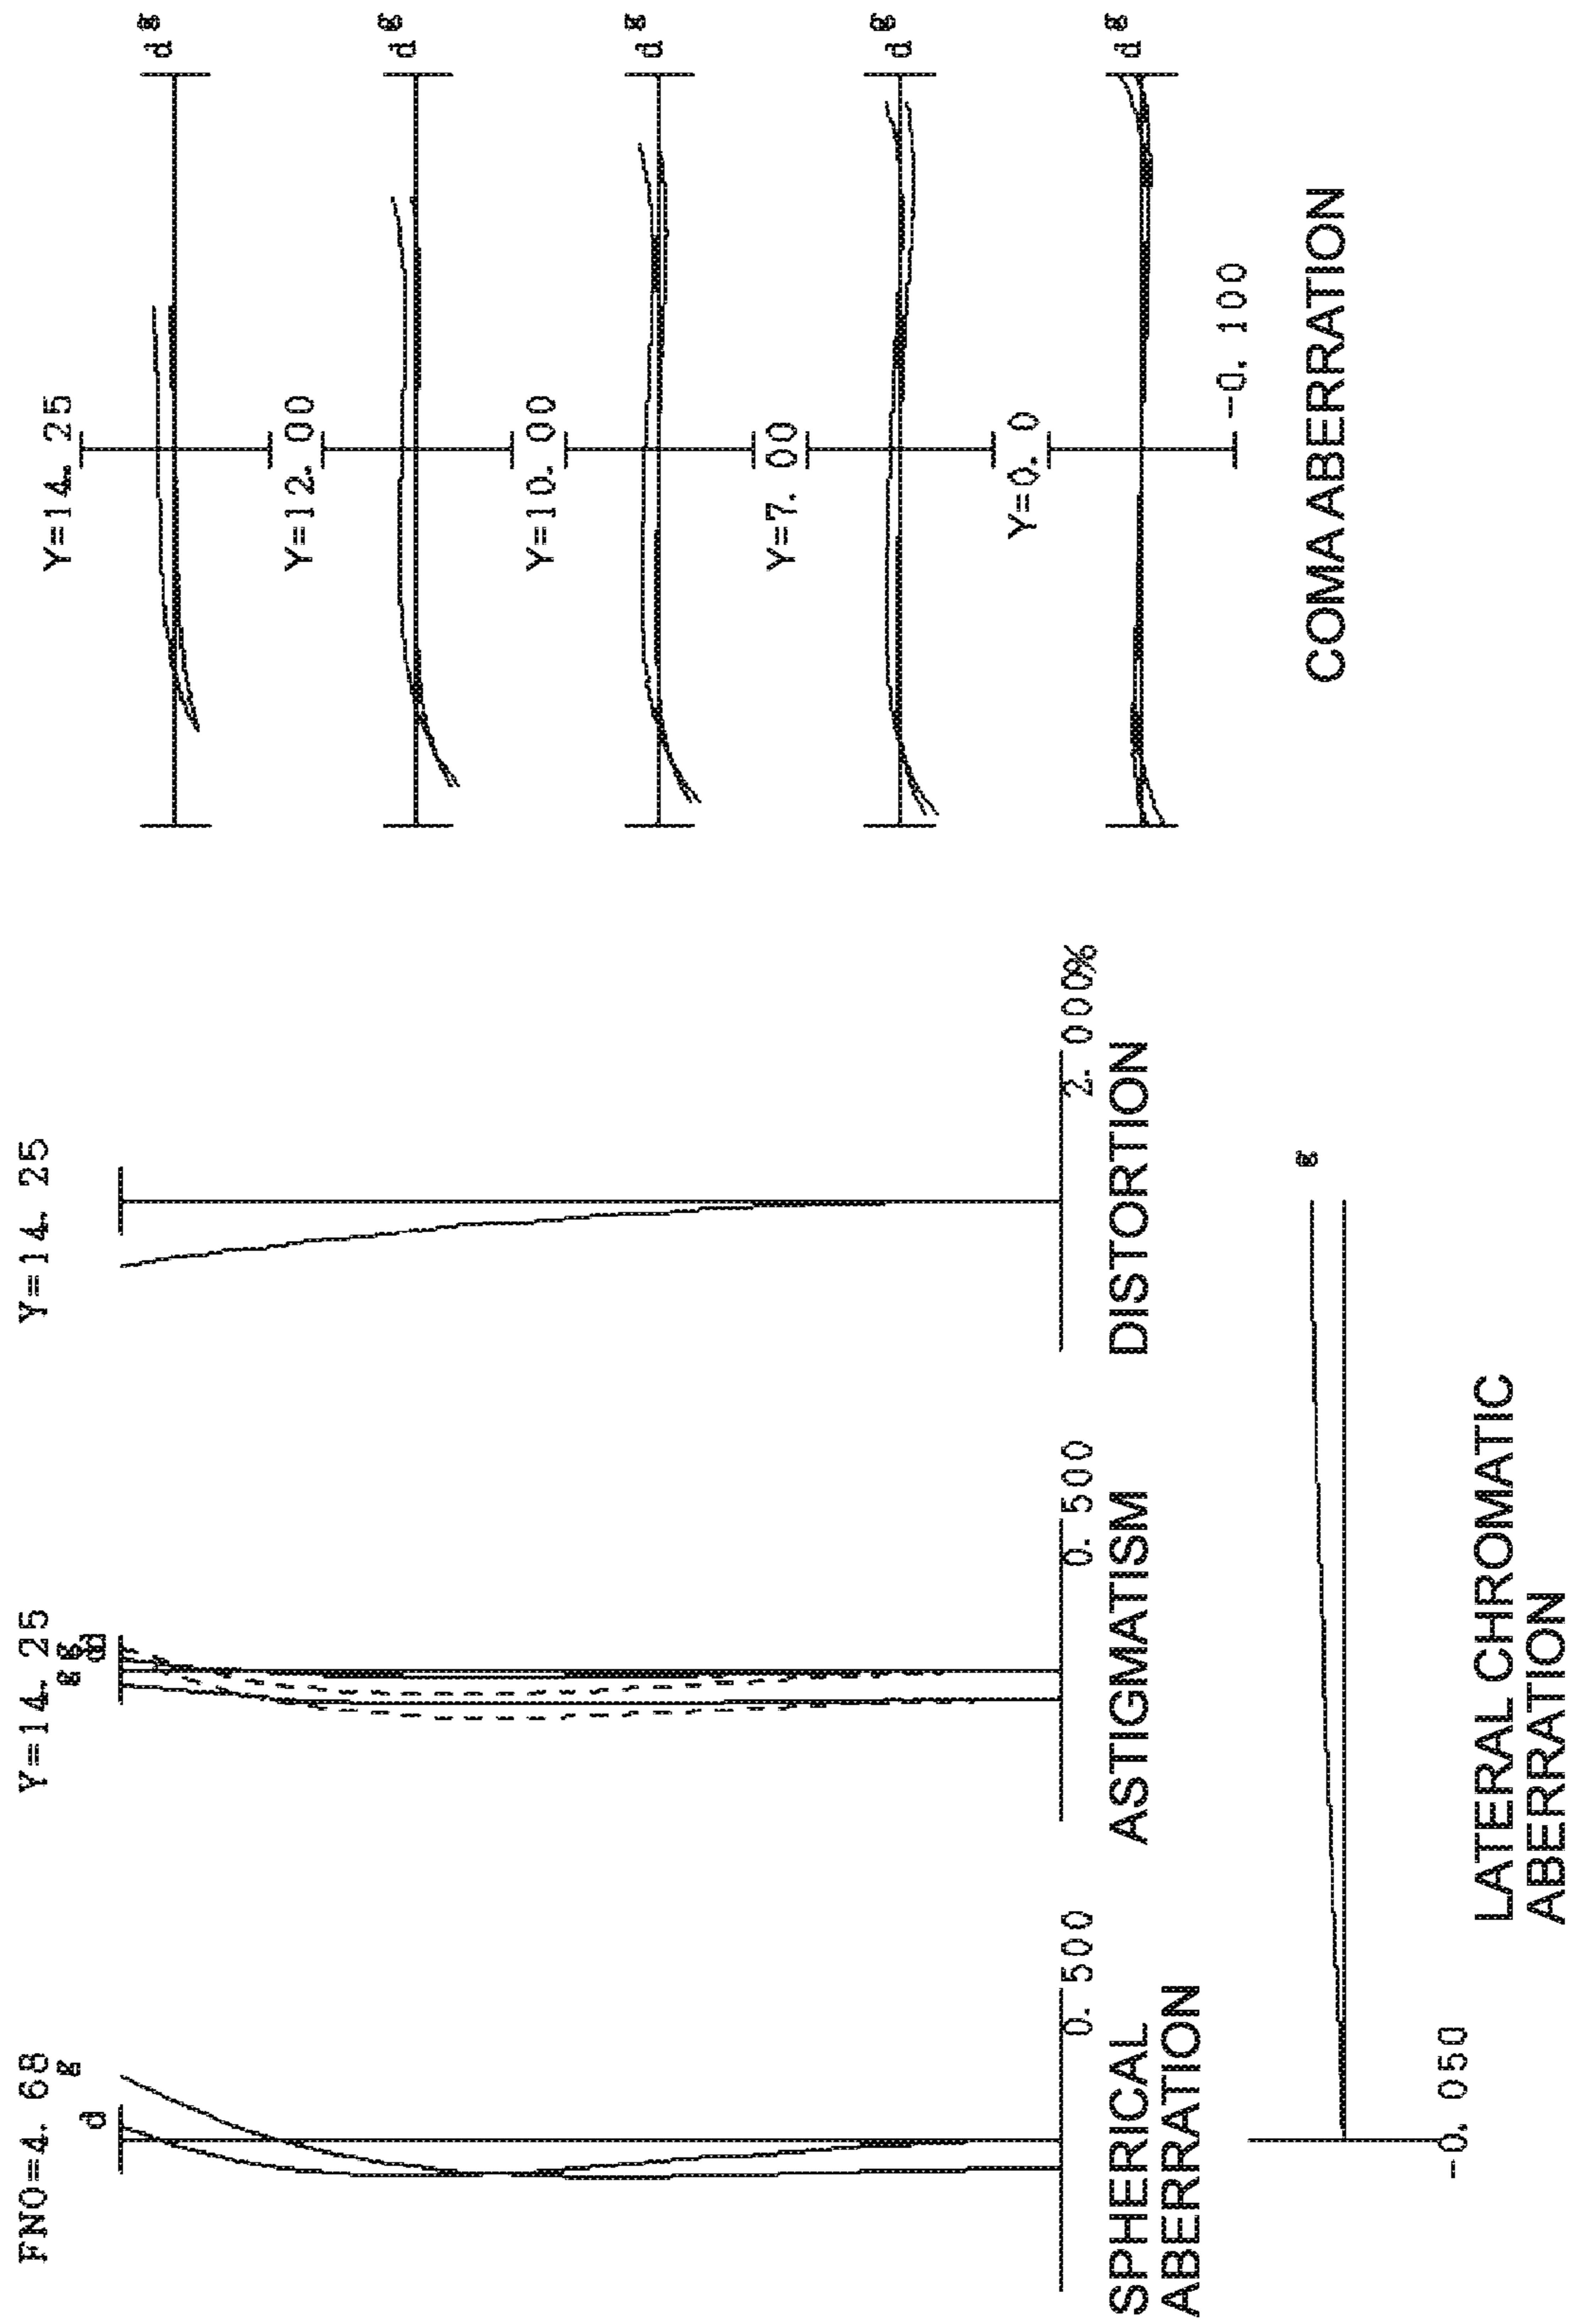 FNO=4.68
d
g
0.500
SPHERICAL
ABERRATION
Y=14.25
g
g
d
d
0.500
ASTIGMATISM
Y=14.25
2.000%
DISTORTION
g
-0.050
LATERAL CHROMATIC
ABERRATION
Y=14.25
d
g
Y=12.00
d
g
Y=10.00
d
g
Y=7.00
d
g
Y=0.0
d
g
-0.100
COMA ABERRATION